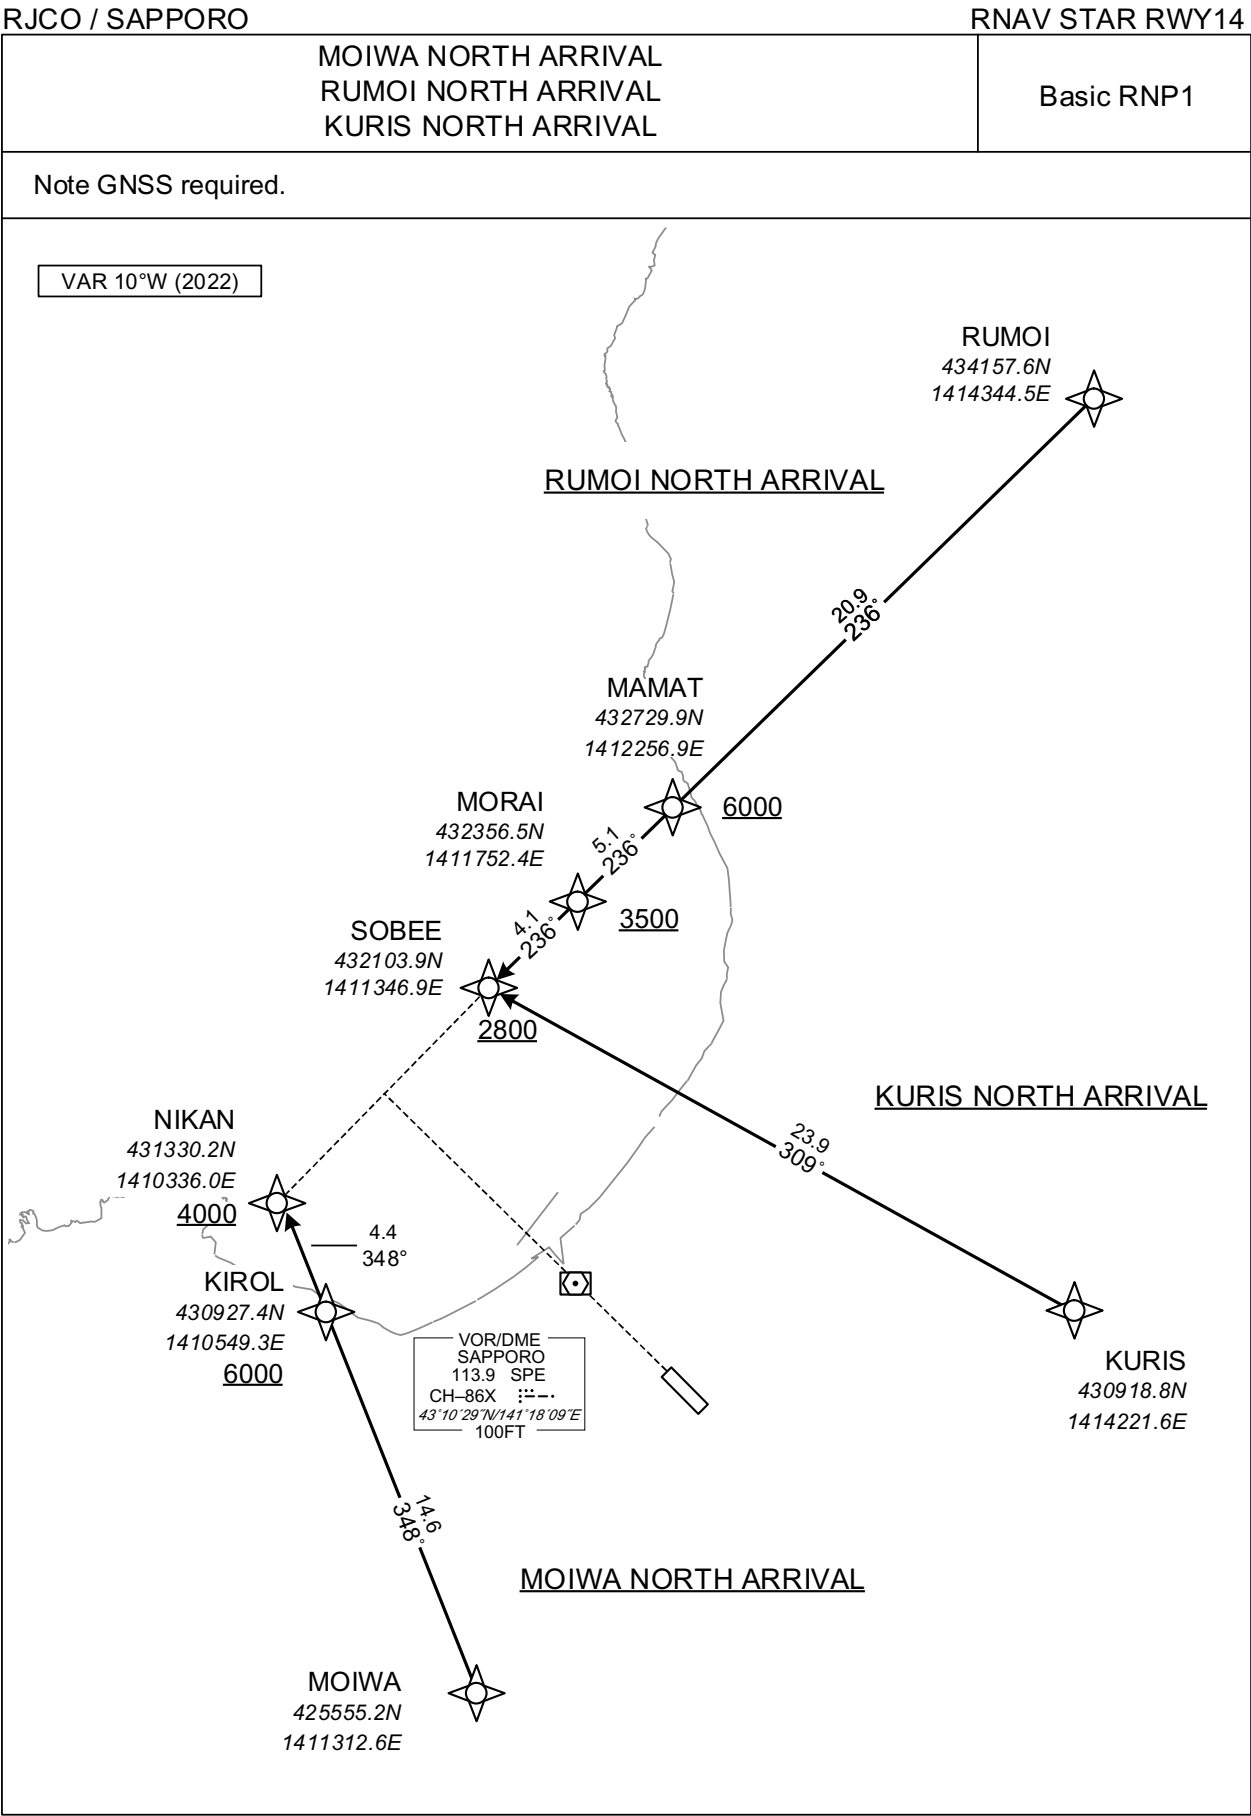 RJCO / SAPPORO
RNAV STAR RWY14
MOIWA NORTH ARRIVAL
RUMOI NORTH ARRIVAL
KURIS NORTH ARRIVAL
Basic RNP1
Note GNSS required.
VAR 10°W (2022)
RUMOI
434157.6N
1414344.5E
RUMOI NORTH ARRIVAL
20.9
236°
MAMAT
432729.9N
1412256.9E
6000
5.1
236°
MORAI
432356.5N
1411752.4E
3500
4.1
236°
SOBEE
432103.9N
1411346.9E
2800
KURIS NORTH ARRIVAL
23.9
309°
NIKAN
431330.2N
1410336.0E
4000
4.4
348°
KIROL
430927.4N
1410549.3E
6000
VOR/DME
SAPPORO
113.9 SPE
CH–86X
43°10′29″N/141°18′09″E
100FT
KURIS
430918.8N
1414221.6E
14.6
348°
MOIWA NORTH ARRIVAL
MOIWA
425555.2N
1411312.6E